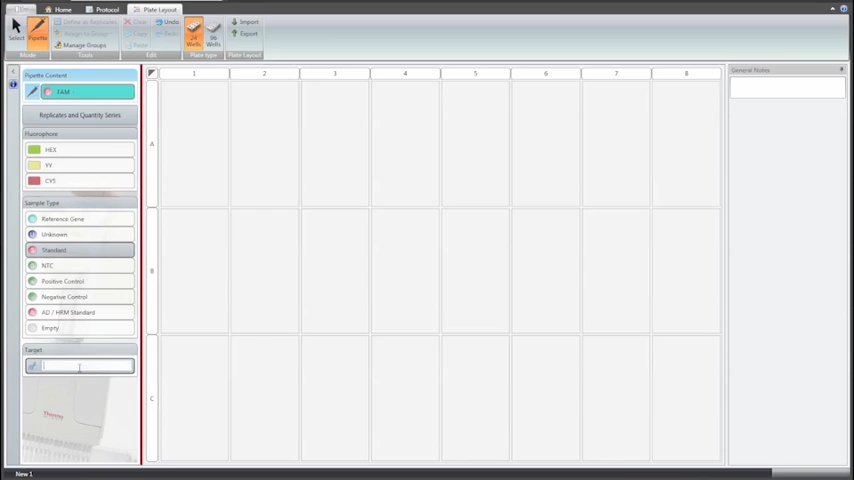 Home
Protocol
Plate Layout
Select
Pipette
Define as Replicates
Assign to Group
Manage Groups
Clear
Copy
Paste
Undo
Redo
24 Wells
96 Wells
Import
Export
Mode
Tools
Edit
Plate type
Plate Layout
Pipette Content
FAM -
Replicates and Quantity Series
Fluorophore
HEX
YY
CY5
Sample Type
Reference Gene
Unknown
Standard
NTC
Positive Control
Negative Control
AD / HRM Standard
Empty
Target
Thermo
1 2 3 4 5 6 7 8
A
B
C
General Notes
New 1